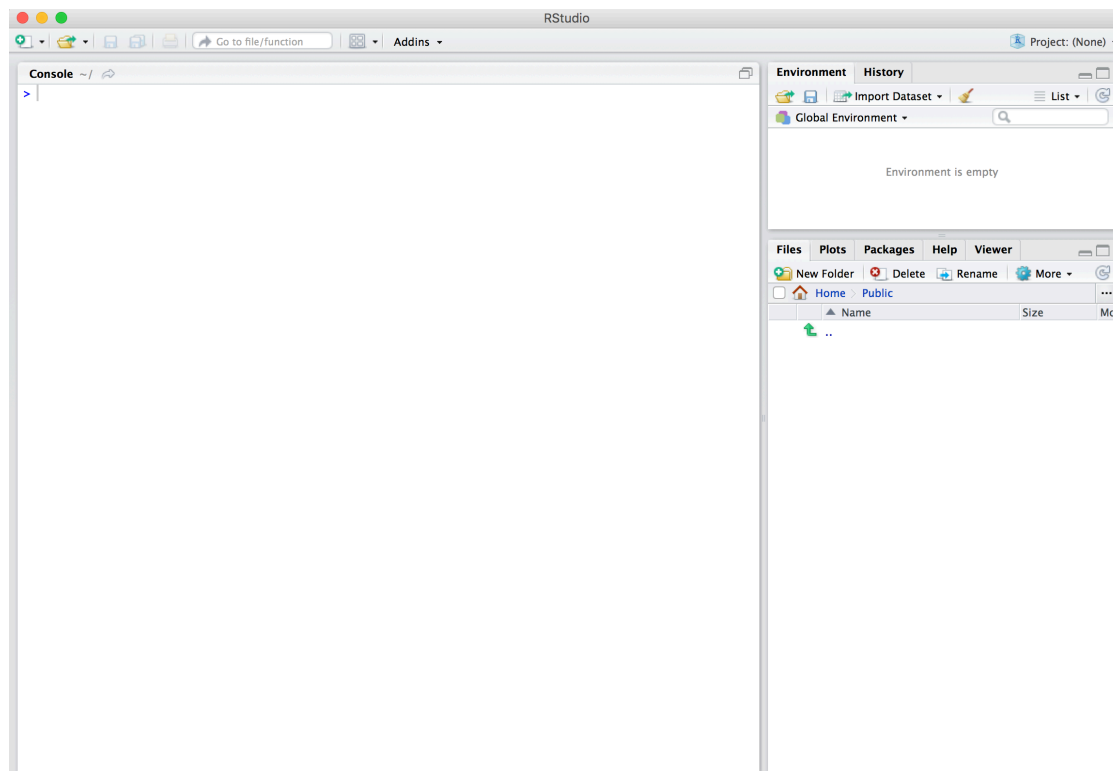 RStudio
Go to file/function
Addins
Project: (None)
Console ~/
>
Environment History
Import Dataset
List
Global Environment
Environment is empty
Files Plots Packages Help Viewer
New Folder Delete Rename More
Home Public
...
Name Size
..